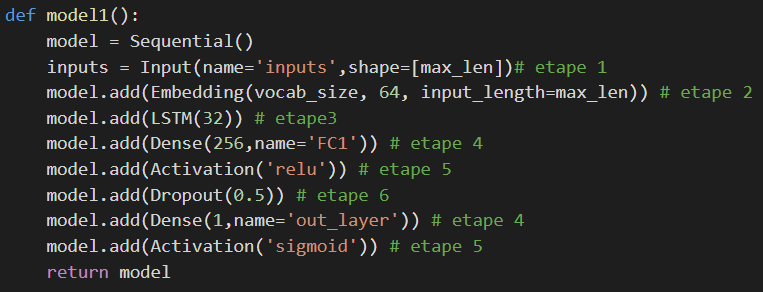 def model1():
    model = Sequential()
    inputs = Input(name='inputs',shape=[max_len])# etape 1
    model.add(Embedding(vocab_size, 64, input_length=max_len)) # etape 2
    model.add(LSTM(32)) # etape3
    model.add(Dense(256,name='FC1')) # etape 4
    model.add(Activation('relu')) # etape 5
    model.add(Dropout(0.5)) # etape 6
    model.add(Dense(1,name='out_layer')) # etape 4
    model.add(Activation('sigmoid')) # etape 5
    return model